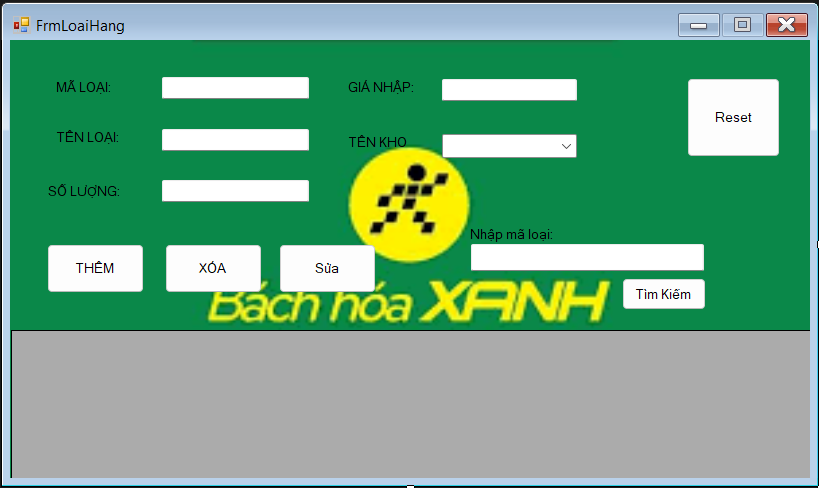 FrmLoaiHang
MÃ LOẠI:
GIÁ NHẬP:
Reset
TÊN LOẠI:
TÊN KHO
SỐ LƯỢNG:
Nhập mã loại:
THÊM
XÓA
Sửa
Tìm Kiếm
Bách hóa XANH